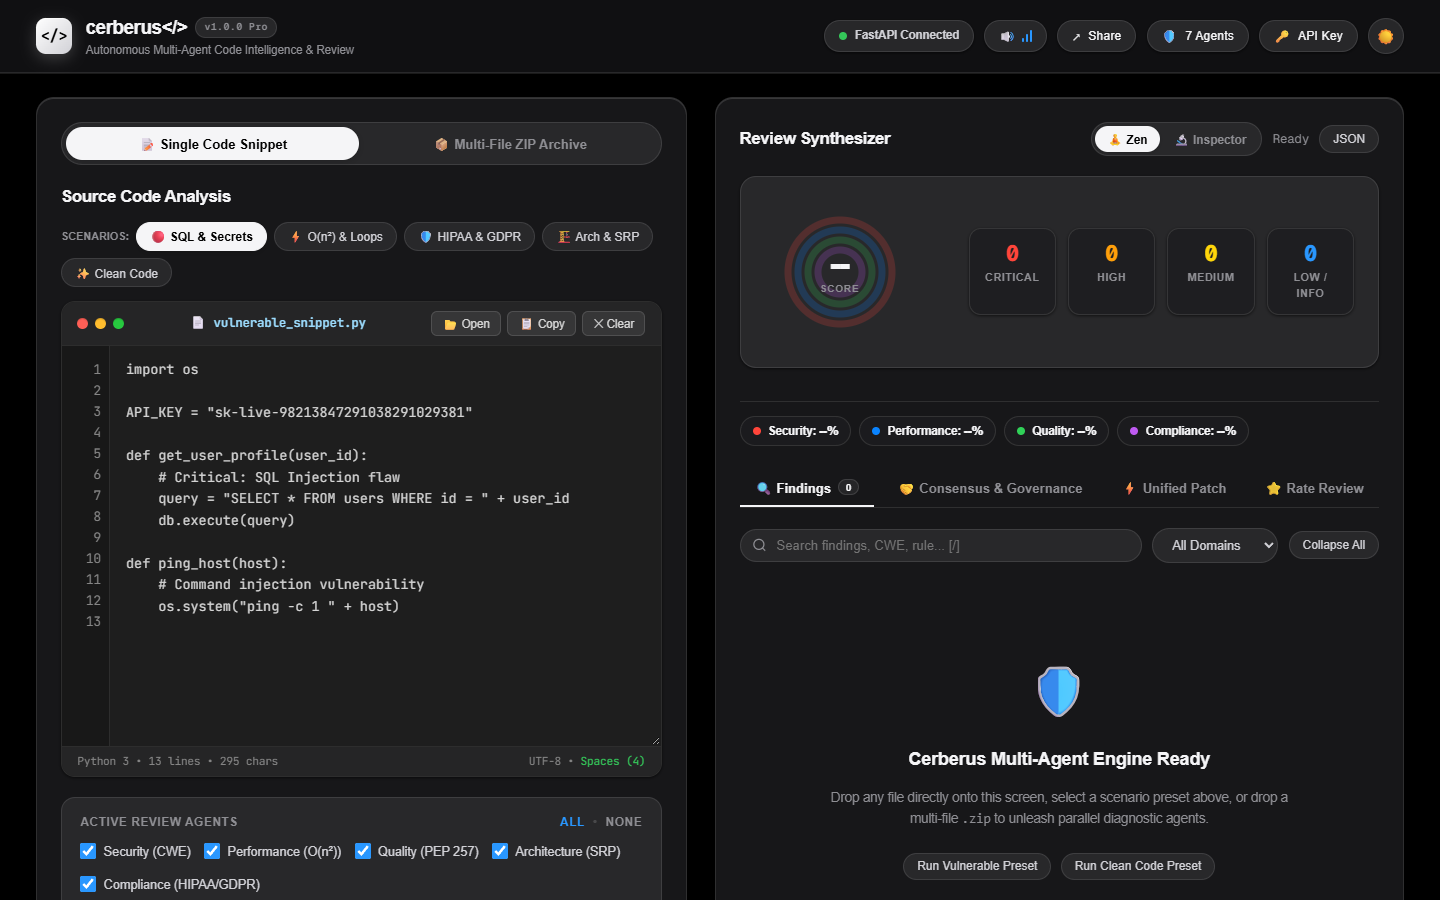 </> cerberus</> v1.0.0 Pro
Autonomous Multi-Agent Code Intelligence & Review
FastAPI Connected
Share
7 Agents
API Key
Single Code Snippet
Multi-File ZIP Archive
Source Code Analysis
SCENARIOS: SQL & Secrets O(n²) & Loops HIPAA & GDPR Arch & SRP
Clean Code
vulnerable_snippet.py Open Copy Clear
1 import os
2
3 API_KEY = "sk-live-98213847291038291029381"
4
5 def get_user_profile(user_id):
6     # Critical: SQL Injection flaw
7     query = "SELECT * FROM users WHERE id = " + user_id
8     db.execute(query)
9
10 def ping_host(host):
11     # Command injection vulnerability
12     os.system("ping -c 1 " + host)
13
Python 3 • 13 lines • 295 chars UTF-8 • Spaces (4)
ACTIVE REVIEW AGENTS ALL • NONE
Security (CWE) Performance (O(n²)) Quality (PEP 257) Architecture (SRP)
Compliance (HIPAA/GDPR)
Review Synthesizer Zen Inspector Ready JSON
--
SCORE
0 CRITICAL
0 HIGH
0 MEDIUM
0 LOW /
INFO
Security: --% Performance: --% Quality: --% Compliance: --%
Findings 0 Consensus & Governance Unified Patch Rate Review
Search findings, CWE, rule... [/] All Domains Collapse All
Cerberus Multi-Agent Engine Ready
Drop any file directly onto this screen, select a scenario preset above, or drop a
multi-file .zip to unleash parallel diagnostic agents.
Run Vulnerable Preset Run Clean Code Preset